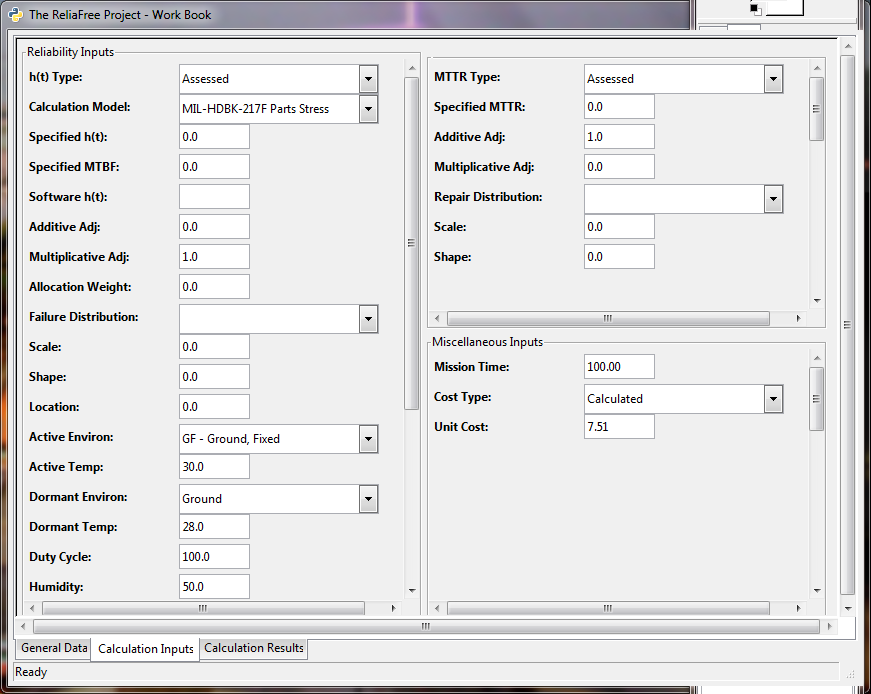 The ReliaFree Project - Work Book
Reliability Inputs
h(t) Type: Assessed
Calculation Model: MIL-HDBK-217F Parts Stress
Specified h(t): 0.0
Specified MTBF: 0.0
Software h(t):
Additive Adj: 0.0
Multiplicative Adj: 1.0
Allocation Weight: 0.0
Failure Distribution:
Scale: 0.0
Shape: 0.0
Location: 0.0
Active Environ: GF - Ground, Fixed
Active Temp: 30.0
Dormant Environ: Ground
Dormant Temp: 28.0
Duty Cycle: 100.0
Humidity: 50.0
MTTR Type: Assessed
Specified MTTR: 0.0
Additive Adj: 1.0
Multiplicative Adj: 0.0
Repair Distribution:
Scale: 0.0
Shape: 0.0
Miscellaneous Inputs
Mission Time: 100.00
Cost Type: Calculated
Unit Cost: 7.51
General Data Calculation Inputs Calculation Results
Ready